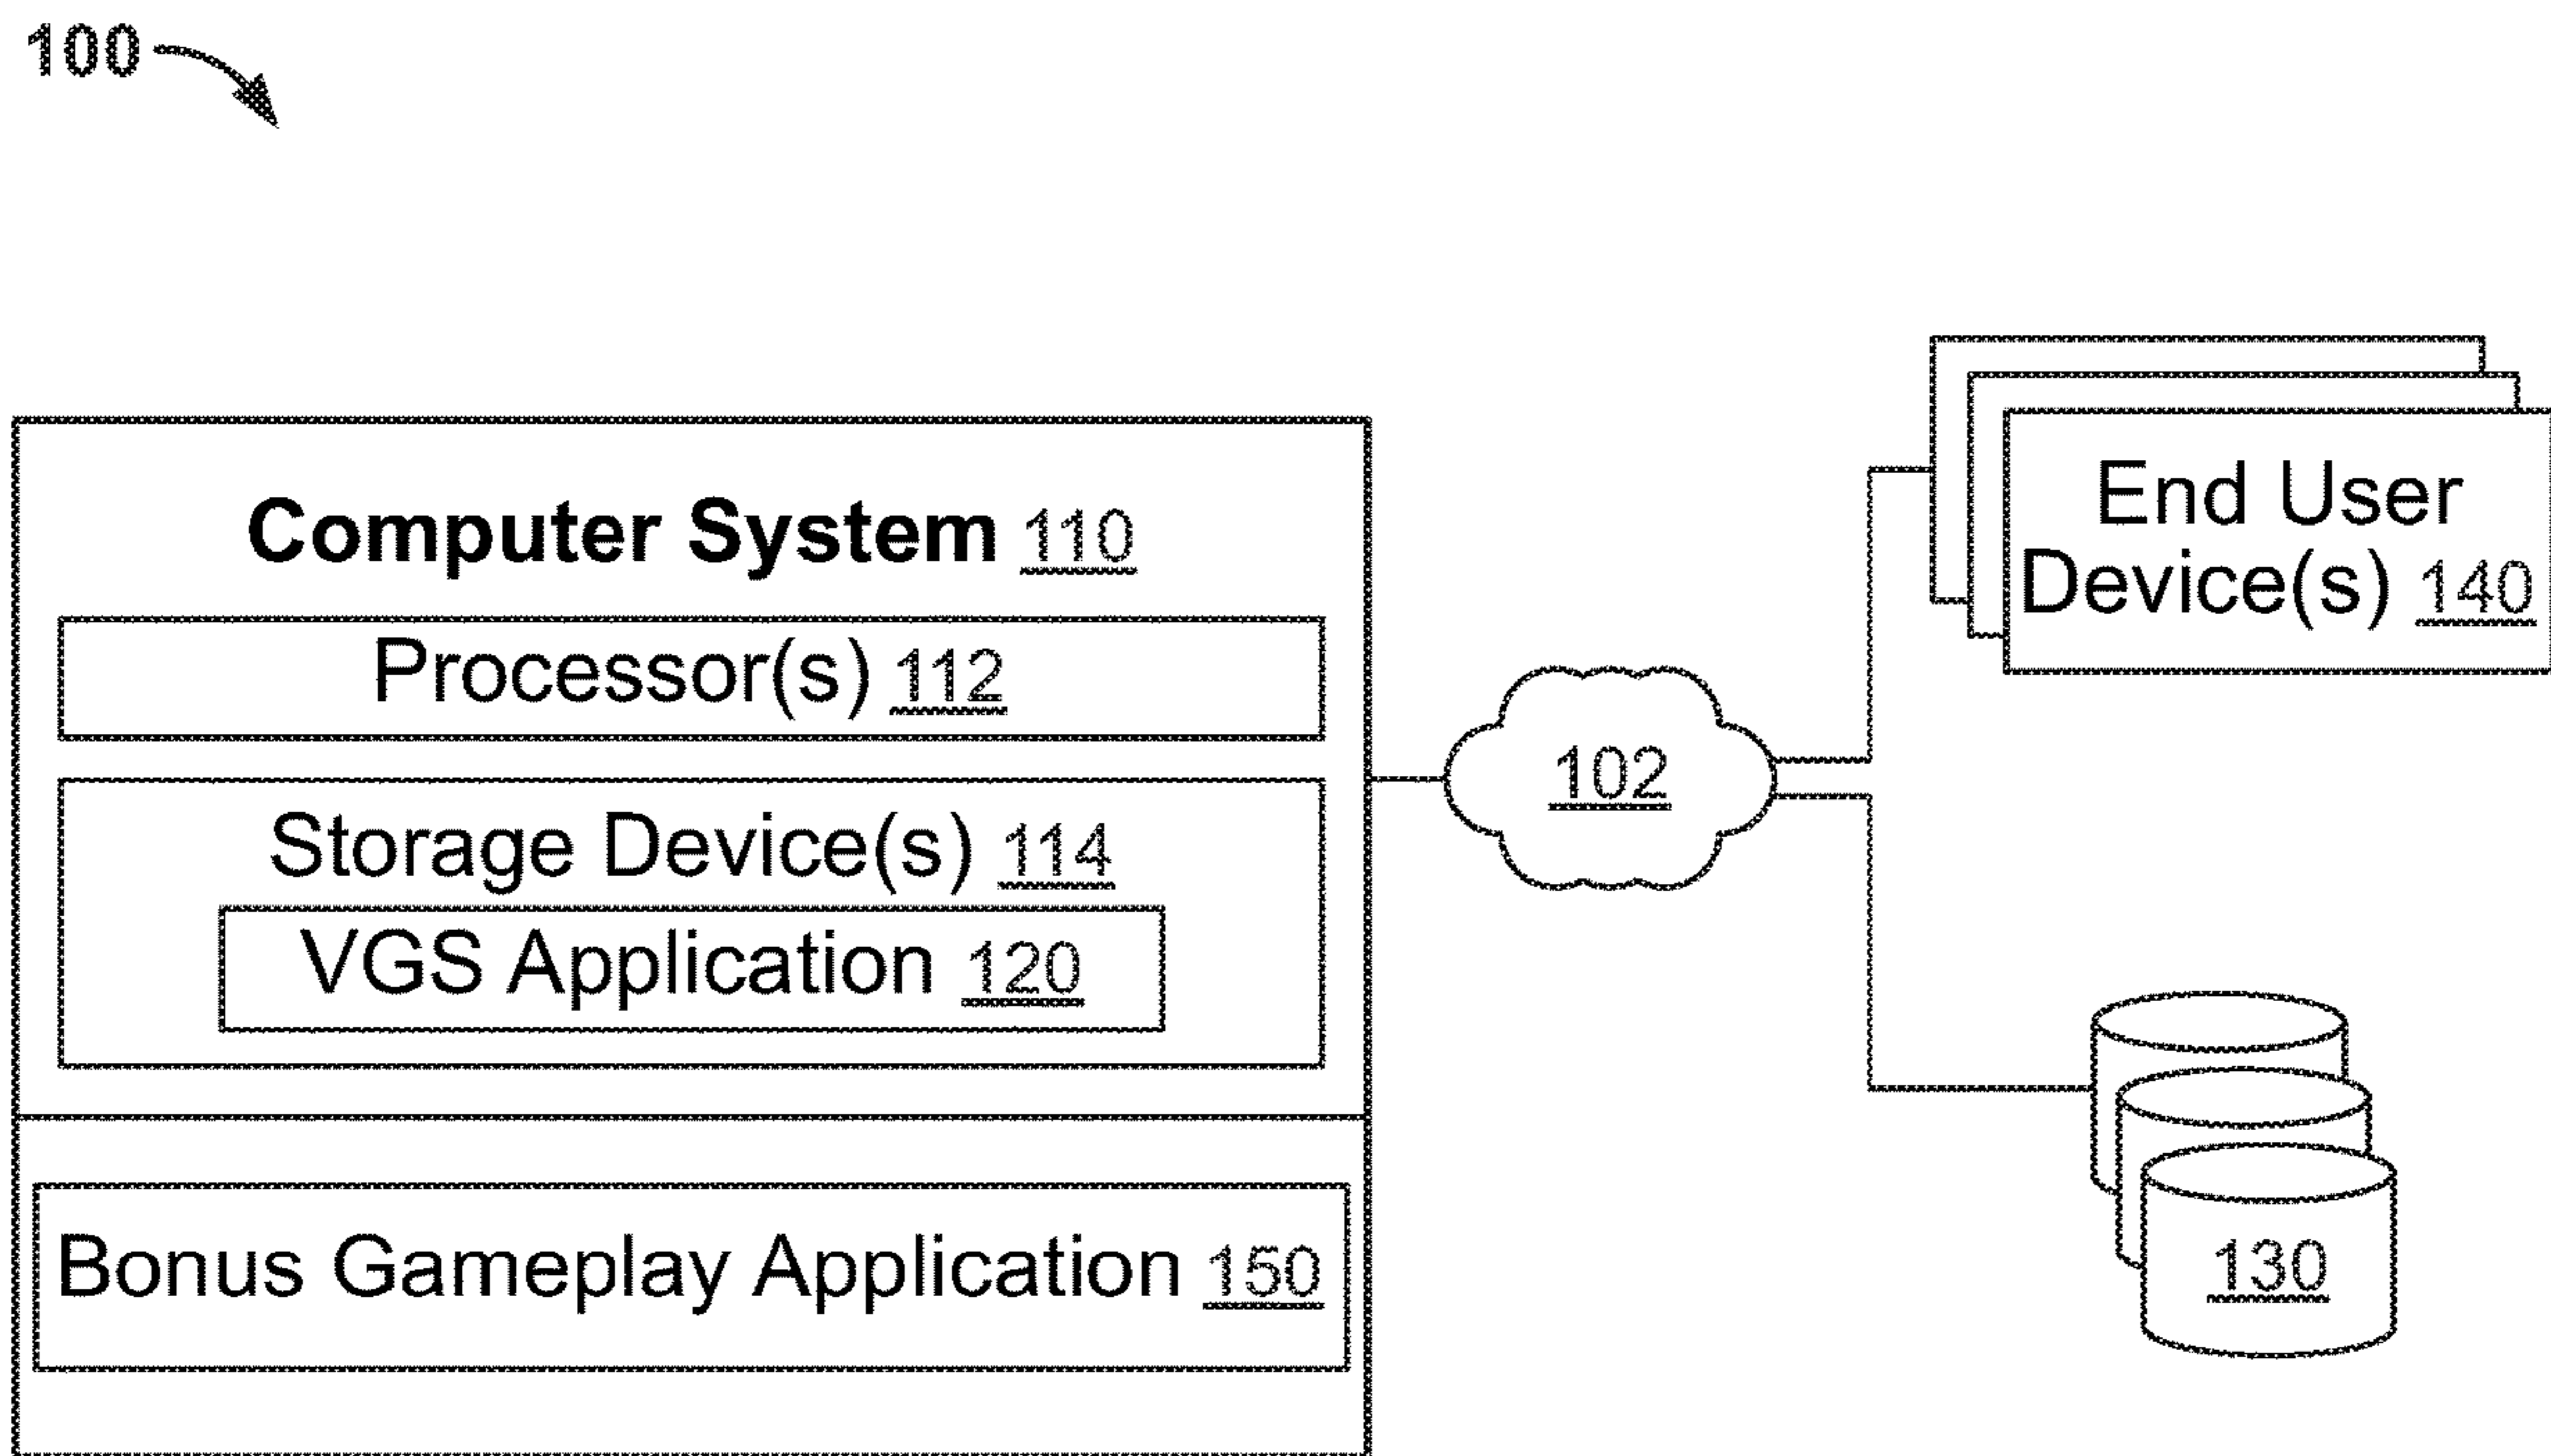 100
Computer System 110
Processor(s) 112
Storage Device(s) 114
VGS Application 120
Bonus Gameplay Application 150
102
End User
Device(s) 140
130